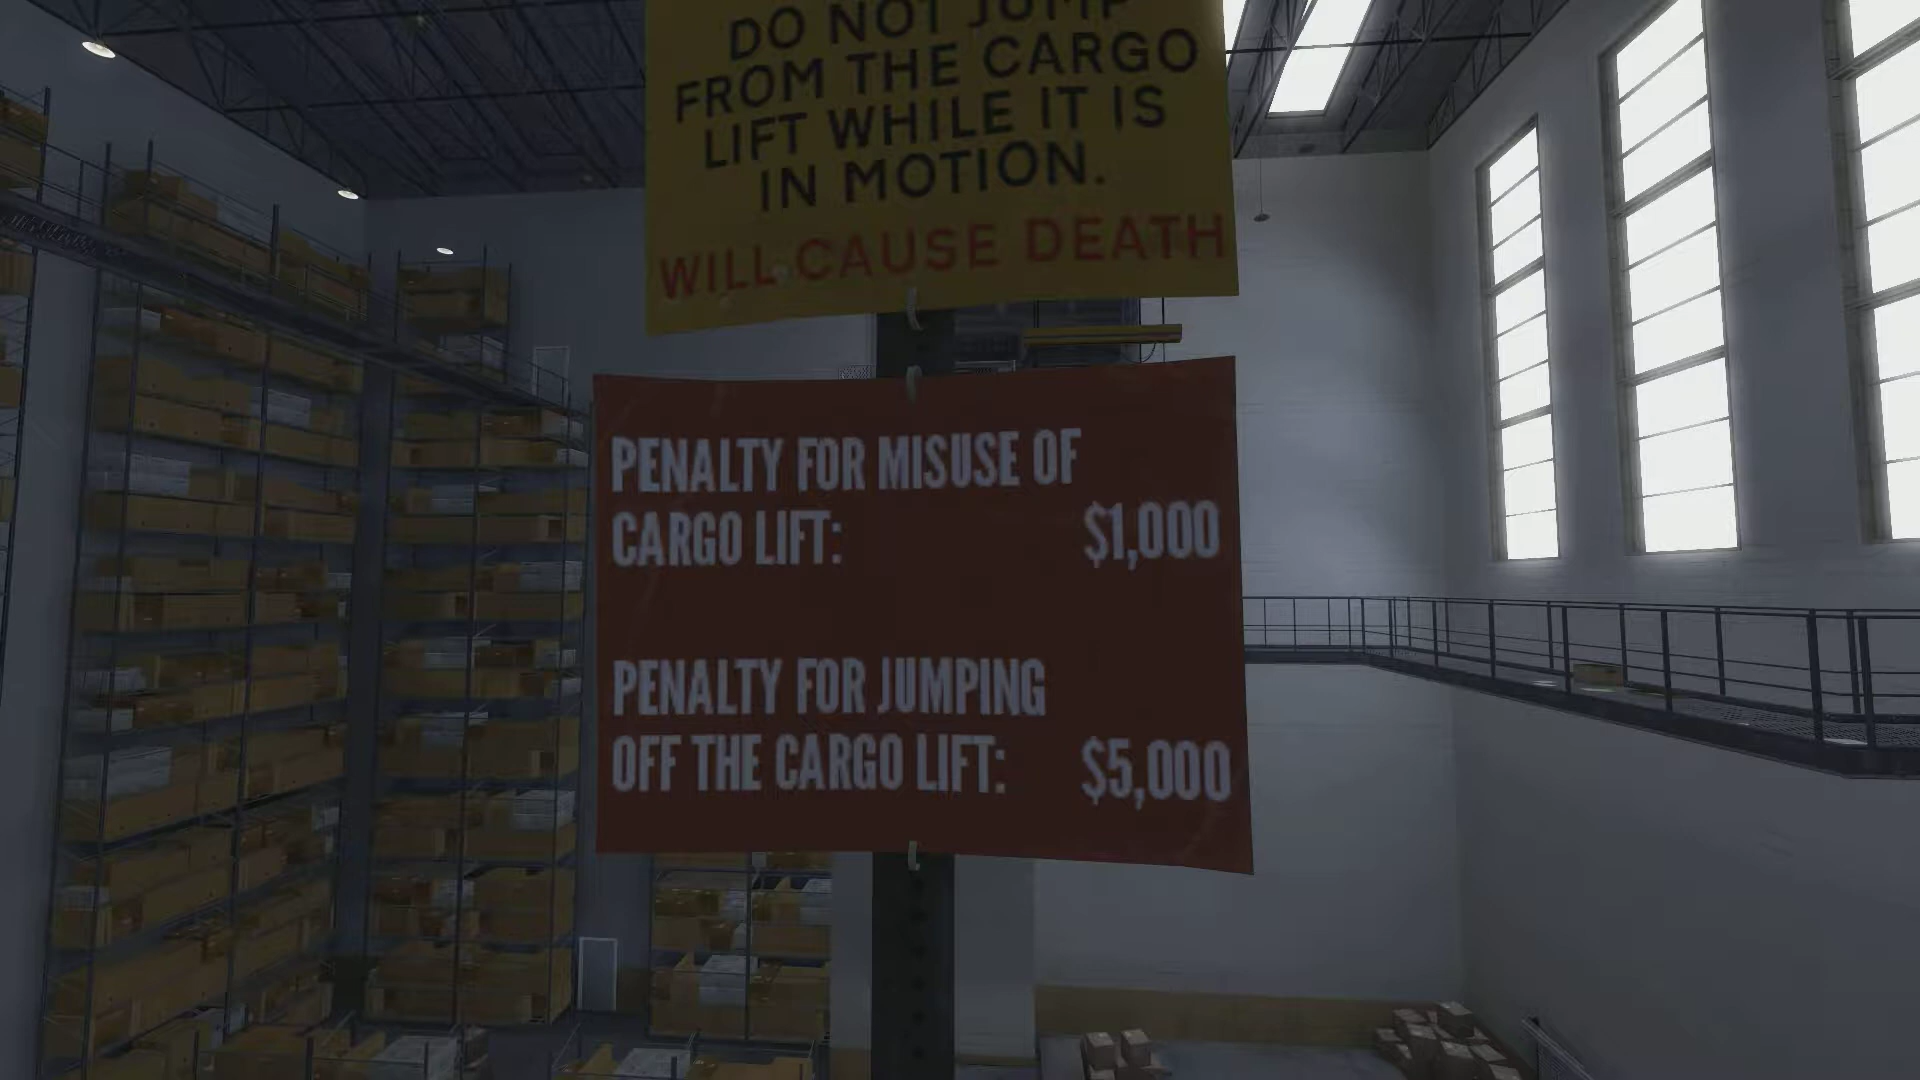 DO NOT JUMP
FROM THE CARGO
LIFT WHILE IT IS
IN MOTION.
WILL CAUSE DEATH
PENALTY FOR MISUSE OF
CARGO LIFT: $1,000
PENALTY FOR JUMPING
OFF THE CARGO LIFT: $5,000